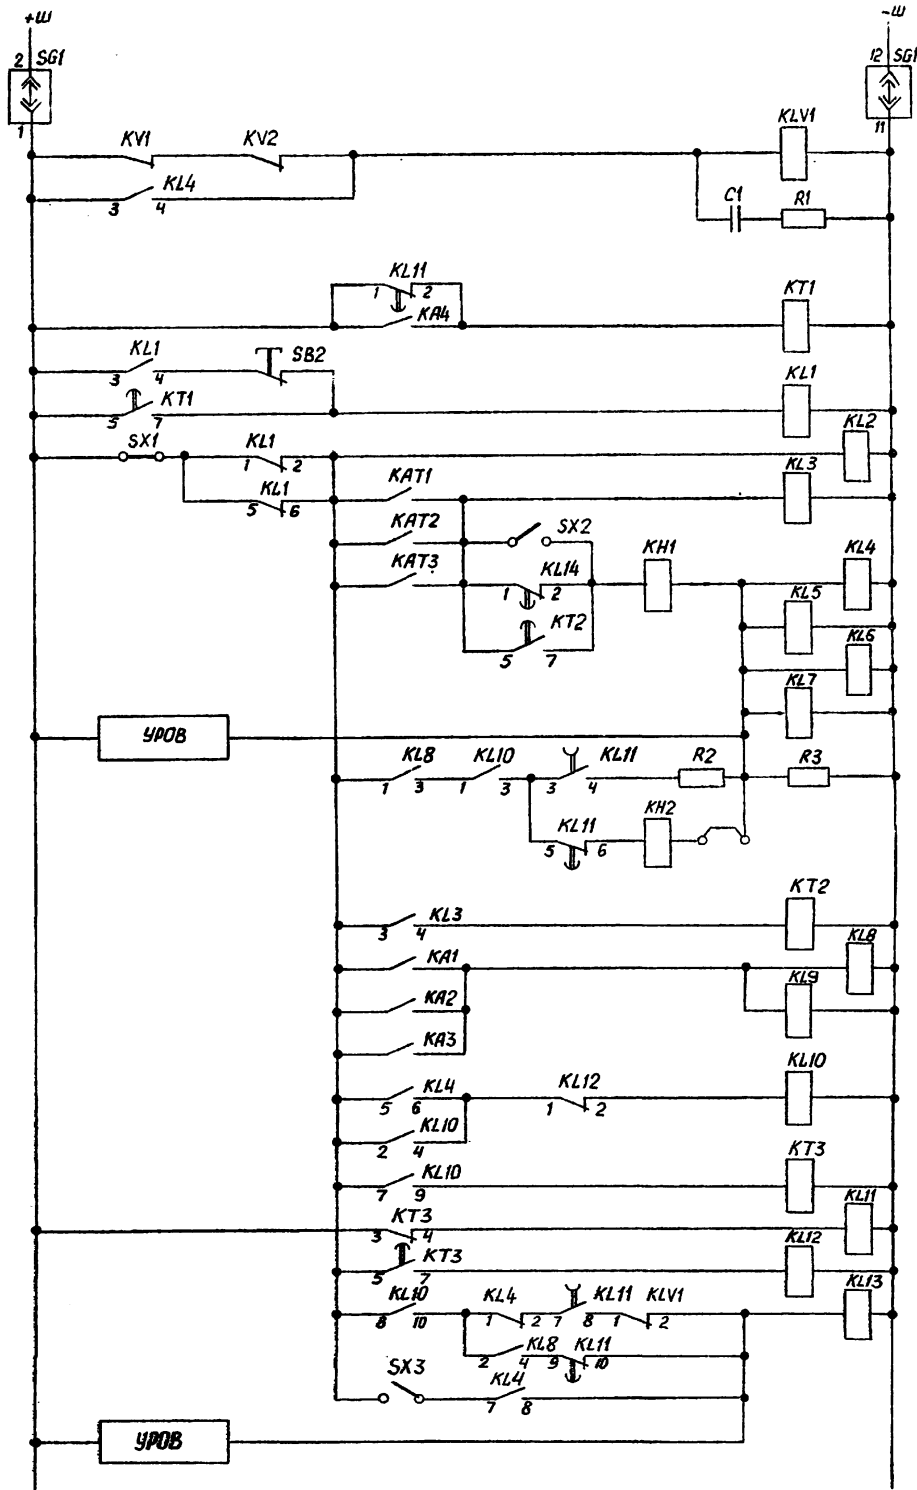 +Ш -Ш
2 SG1 12 SG1
1 11
KV1 KV2 KLV1
KL4
3 4 C1 R1
KL11
1 2 KT1
KA4
KL1 SB2
3 4 KL1
KT1
5 7
SX1 KL1 KL2
1 2 KL3
KL1 KAT1
5 6
KAT2 SX2
KAT3 KL14 KH1 KL4
1 2 KL5
KT2 KL6
5 7 KL7
УРОВ
KL8 KL10 KL11 R2 R3
1 3 1 3 3 4
KL11 KH2
5 6
KT2
KL3
3 4 KL8
KA1 KL9
KA2
KA3
KL4 KL12 KL10
5 6 1 2
KL10
2 4 KT3
KL10
7 9 KL11
KT3
3 4 KL12
KT3
5 7 KL13
KL10 KL4 KL11 KLV1
8 10 1 2 7 8 1 2
KL8 KL11
2 4 9 10
SX3 KL4
7 8
УРОВ